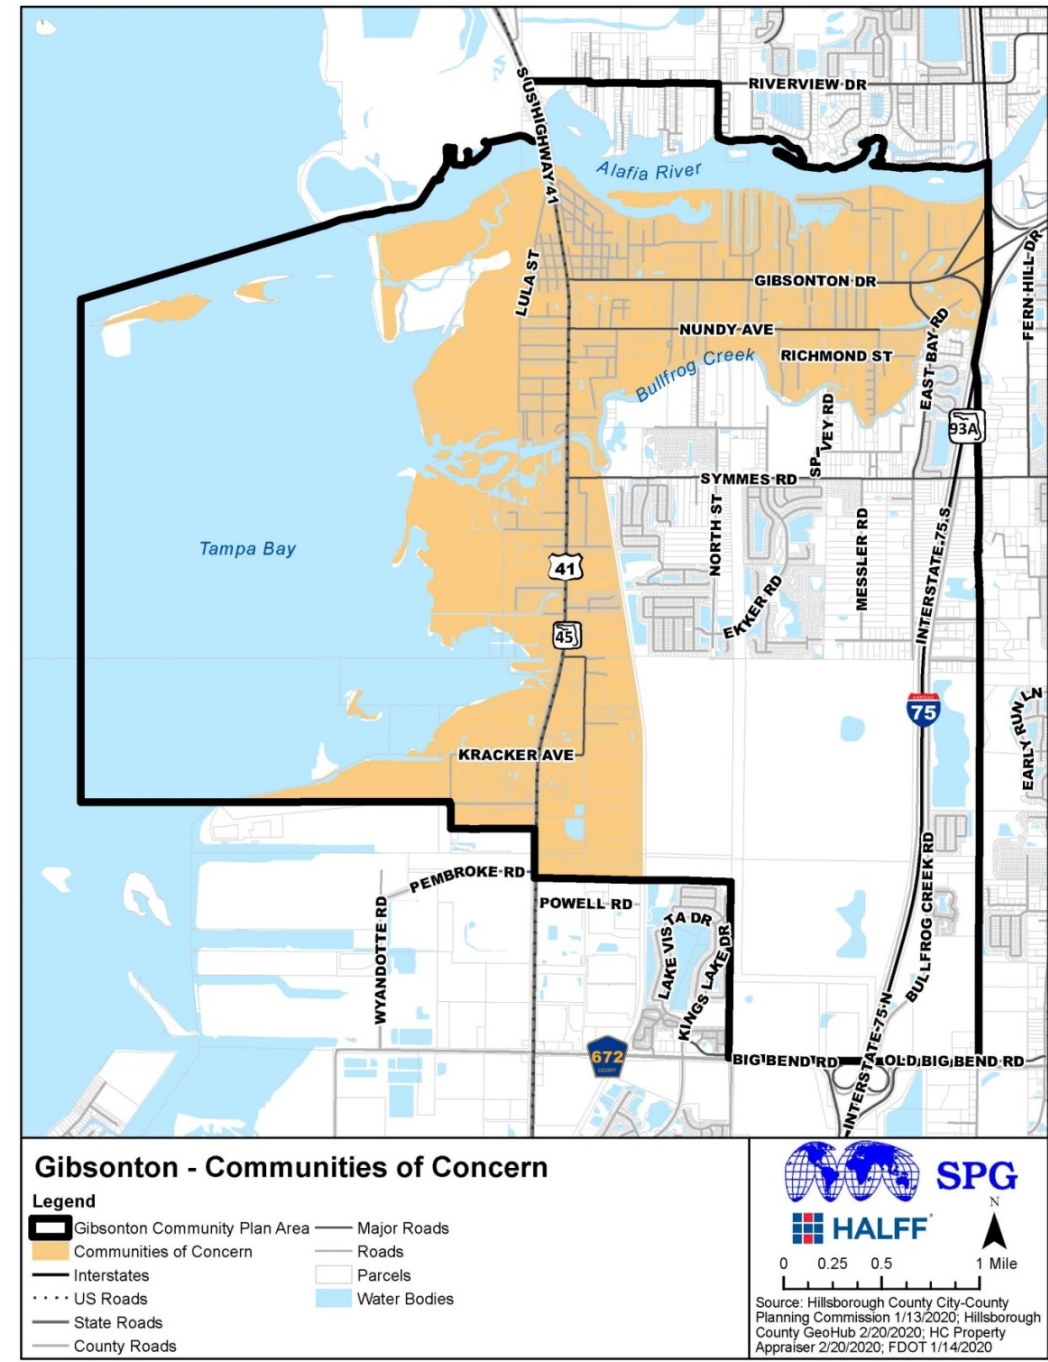 RIVERVIEW DR
S US HIGHWAY 41
Alafia River
FERN HILL DR
LULA ST
GIBSONTON DR
NUNDY AVE
EAST BAY RD
RICHMOND ST
Bullfrog Creek
SPIVEY RD
93A
SYMMES RD
NORTH ST
MESSLER RD
INTERSTATE 75 S
Tampa Bay
41
EKKER RD
45
75
EARLY RUN LN
KRACKER AVE
BULLFROG CREEK RD
PEMBROKE RD
POWELL RD
WYANDOTTE RD
LAKE VISTA DR
KINGS LAKE DR
INTERSTATE 75 N
672
COUNTY
BIG BEND RD
OLD BIG BEND RD
Gibsonton - Communities of Concern
Legend
Gibsonton Community Plan Area
Communities of Concern
Interstates
US Roads
State Roads
County Roads
Major Roads
Roads
Parcels
Water Bodies
SPG
HALFF
N
0 0.25 0.5 1 Mile
Source: Hillsborough County City-County
Planning Commission 1/13/2020; Hillsborough
County GeoHub 2/20/2020; HC Property
Appraiser 2/20/2020; FDOT 1/14/2020